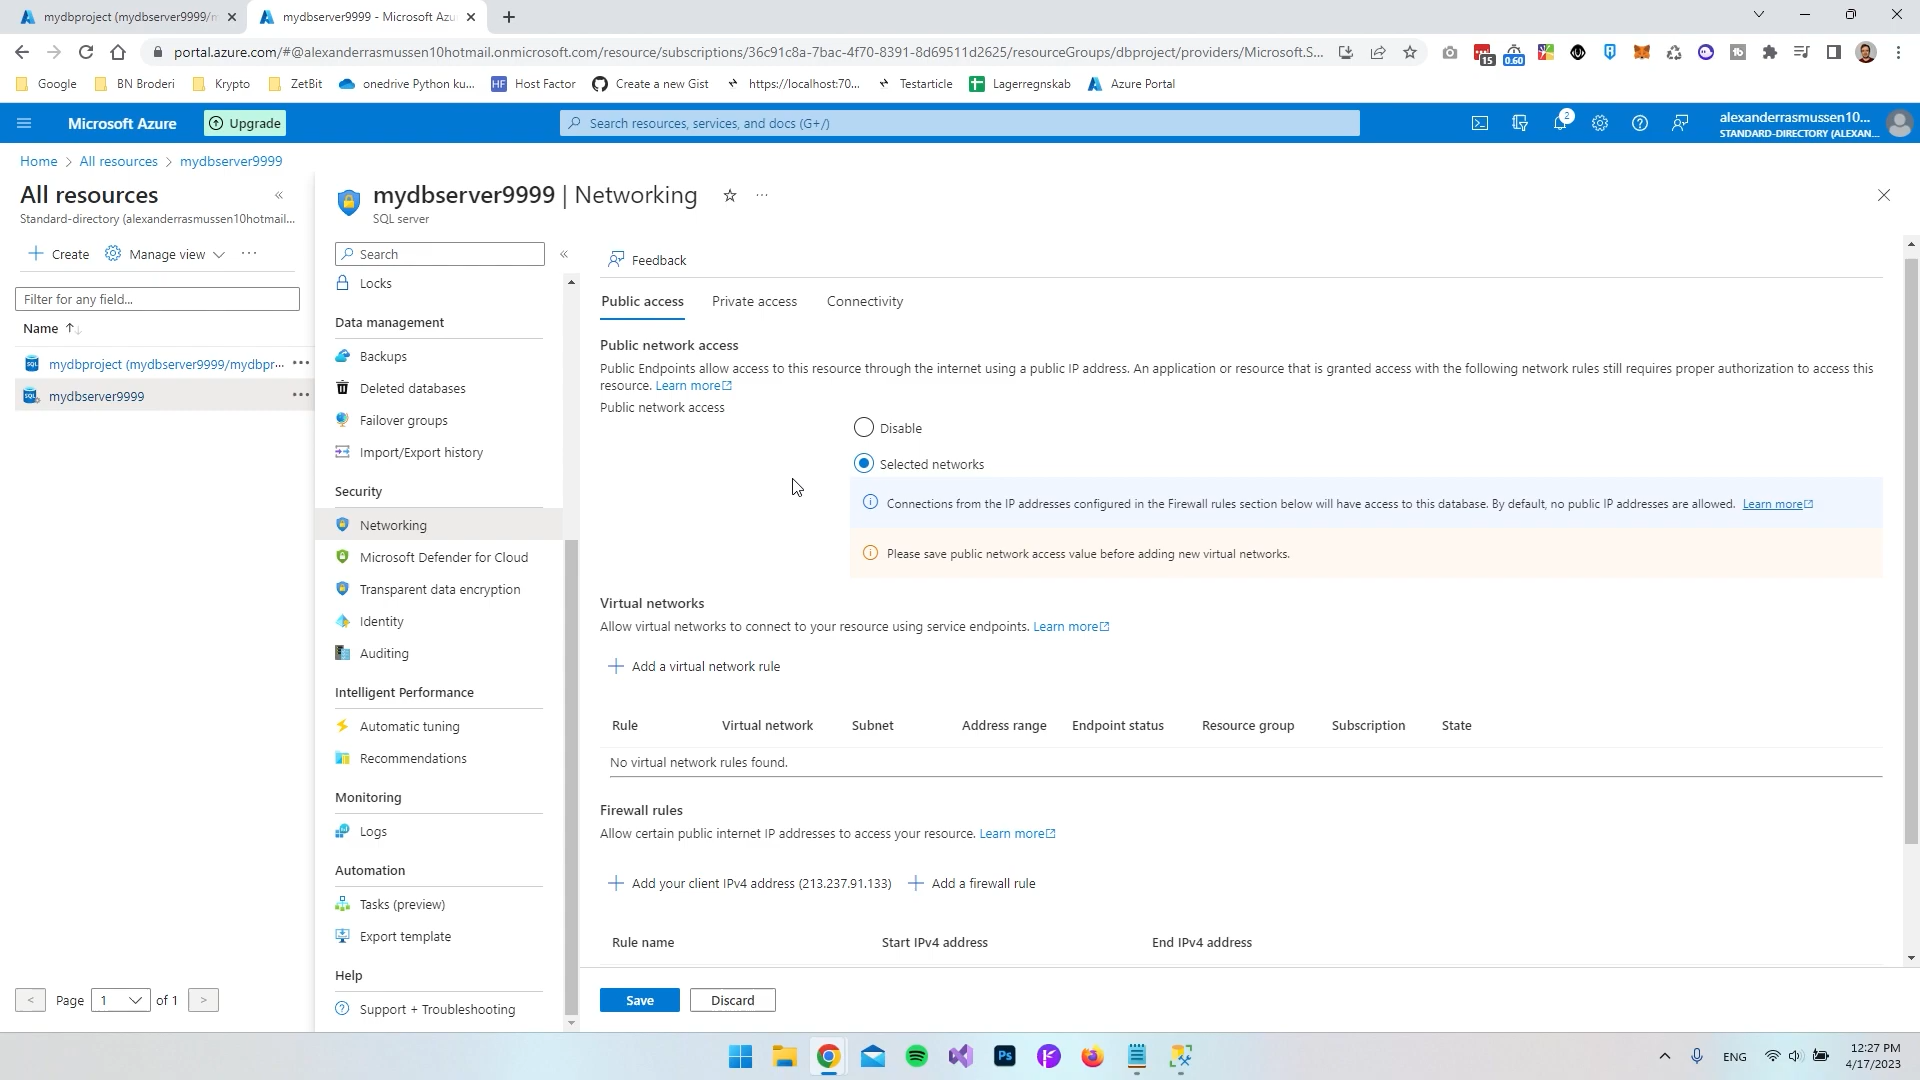 mydbproject (mydbserver9999/m
mydbserver9999 - Microsoft Azu
portal.azure.com/#@alexanderrasmussen10hotmail.onmicrosoft.com/resource/subscriptions/36c91c8a-7bac-4f70-8391-8d69511d2625/resourceGroups/dbproject/providers/Microsoft.S...
15
0.60
Google
BN Broderi
Krypto
ZetBit
onedrive Python ku...
HF Host Factor
Create a new Gist
https://localhost:70...
Testarticle
Lagerregnskab
Azure Portal
Microsoft Azure
Upgrade
Search resources, services, and docs (G+/)
2
alexanderrasmussen10...
STANDARD-DIRECTORY (ALEXAN...
Home > All resources > mydbserver9999
All resources
Standard-directory (alexanderrasmussen10hotmail...
Create
Manage view
Filter for any field...
Name
mydbproject (mydbserver9999/mydbpr...
mydbserver9999
< Page 1 of 1 >
mydbserver9999 | Networking
SQL server
Search
Locks
Data management
Backups
Deleted databases
Failover groups
Import/Export history
Security
Networking
Microsoft Defender for Cloud
Transparent data encryption
Identity
Auditing
Intelligent Performance
Automatic tuning
Recommendations
Monitoring
Logs
Automation
Tasks (preview)
Export template
Help
Support + Troubleshooting
Feedback
Public access
Private access
Connectivity
Public network access
Public Endpoints allow access to this resource through the internet using a public IP address. An application or resource that is granted access with the following network rules still requires proper authorization to access this
resource. Learn more
Public network access
Disable
Selected networks
Connections from the IP addresses configured in the Firewall rules section below will have access to this database. By default, no public IP addresses are allowed. Learn more
Please save public network access value before adding new virtual networks.
Virtual networks
Allow virtual networks to connect to your resource using service endpoints. Learn more
Add a virtual network rule
Rule Virtual network Subnet Address range Endpoint status Resource group Subscription State
No virtual network rules found.
Firewall rules
Allow certain public internet IP addresses to access your resource. Learn more
Add your client IPv4 address (213.237.91.133)
Add a firewall rule
Rule name Start IPv4 address End IPv4 address
Save
Discard
Ps
ENG
12:27 PM
4/17/2023